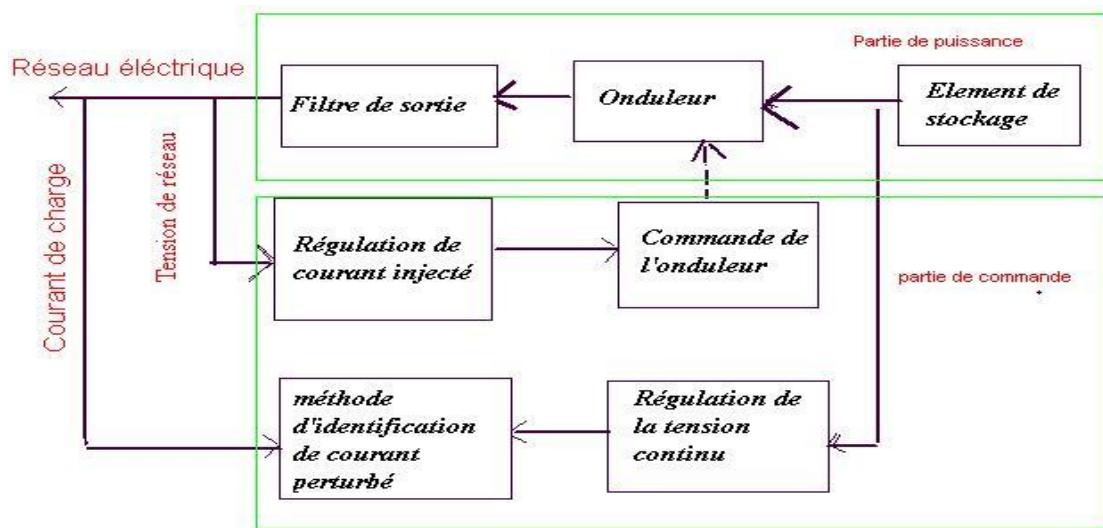 Partie de puissance
Réseau éléctrique
Filtre de sortie
Onduleur
Element de
stockage
Courant de charge
Tension de réseau
Régulation de
courant injecté
Commande de
l'onduleur
partie de commande
méthode
d'identification
de courant
perturbé
Régulation de
la tension
continu